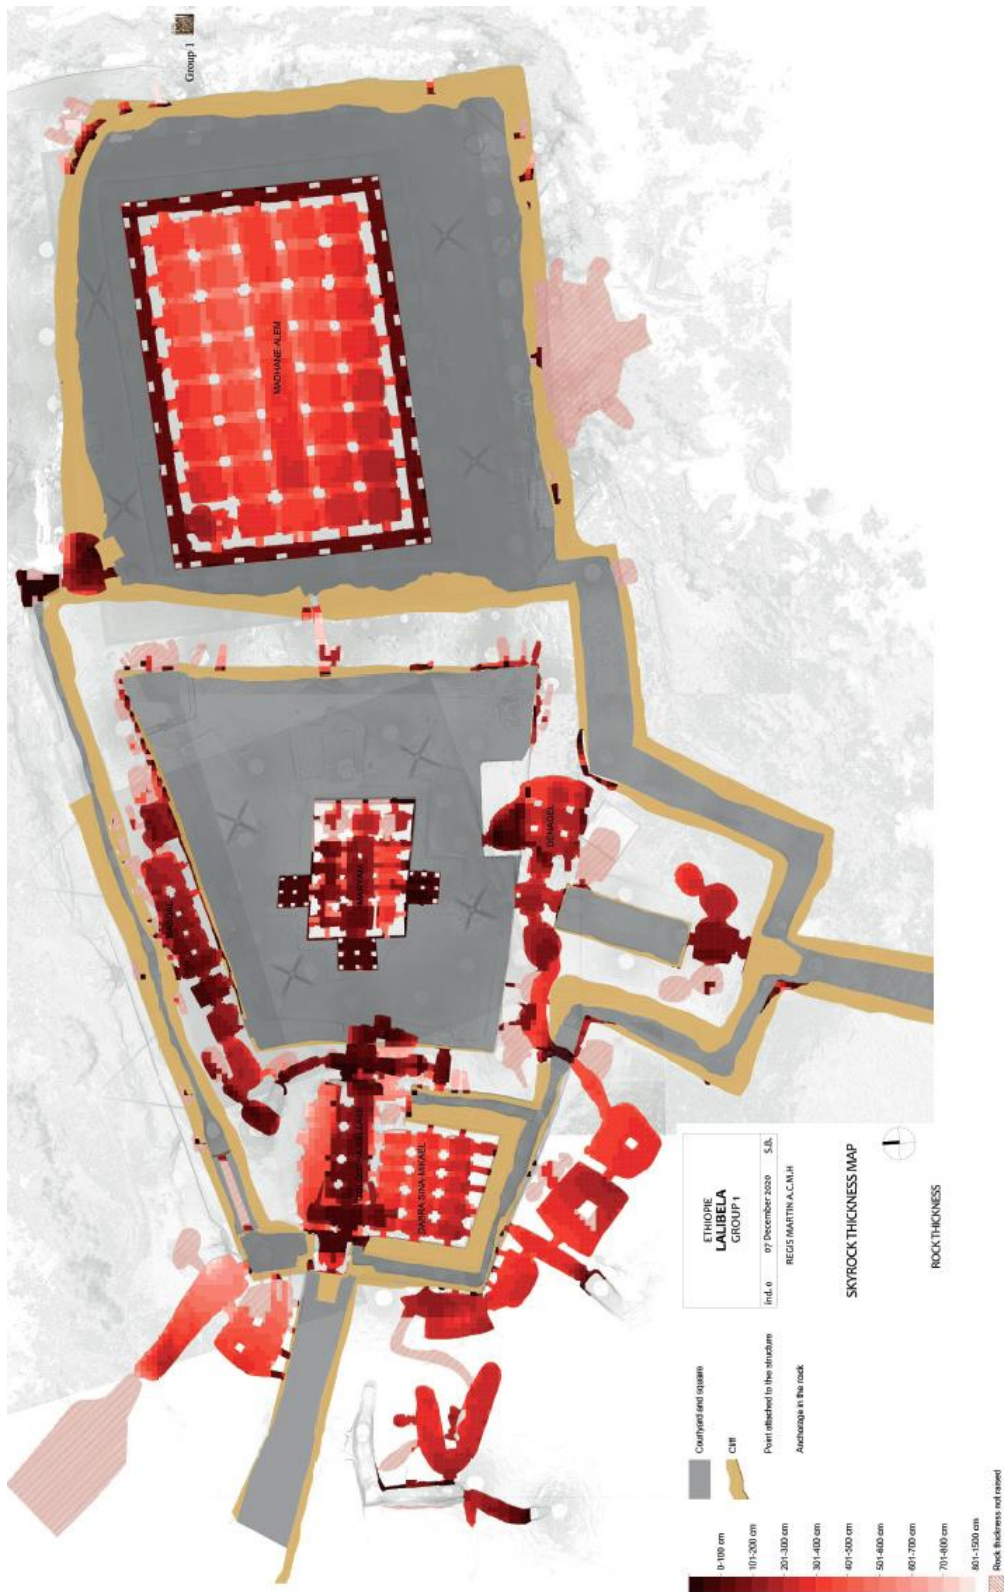 Group 1
MADHANE ALEM
MARYAM
DENAGEL
DABRA SINA MIKAEL
ETHIOPIE
LALIBELA
GROUP 1
ind. 0 07 December 2020 S.B.
REGIS MARTIN A.C.M.H
SKYROCK THICKNESS MAP
ROCK THICKNESS
Courtyard and square
Cliff
Point attached to the structure
Anchorage in the rock
0-100 cm
101-200 cm
201-300 cm
301-400 cm
401-500 cm
501-600 cm
601-700 cm
701-800 cm
801-1500 cm
Rock thickness not raised